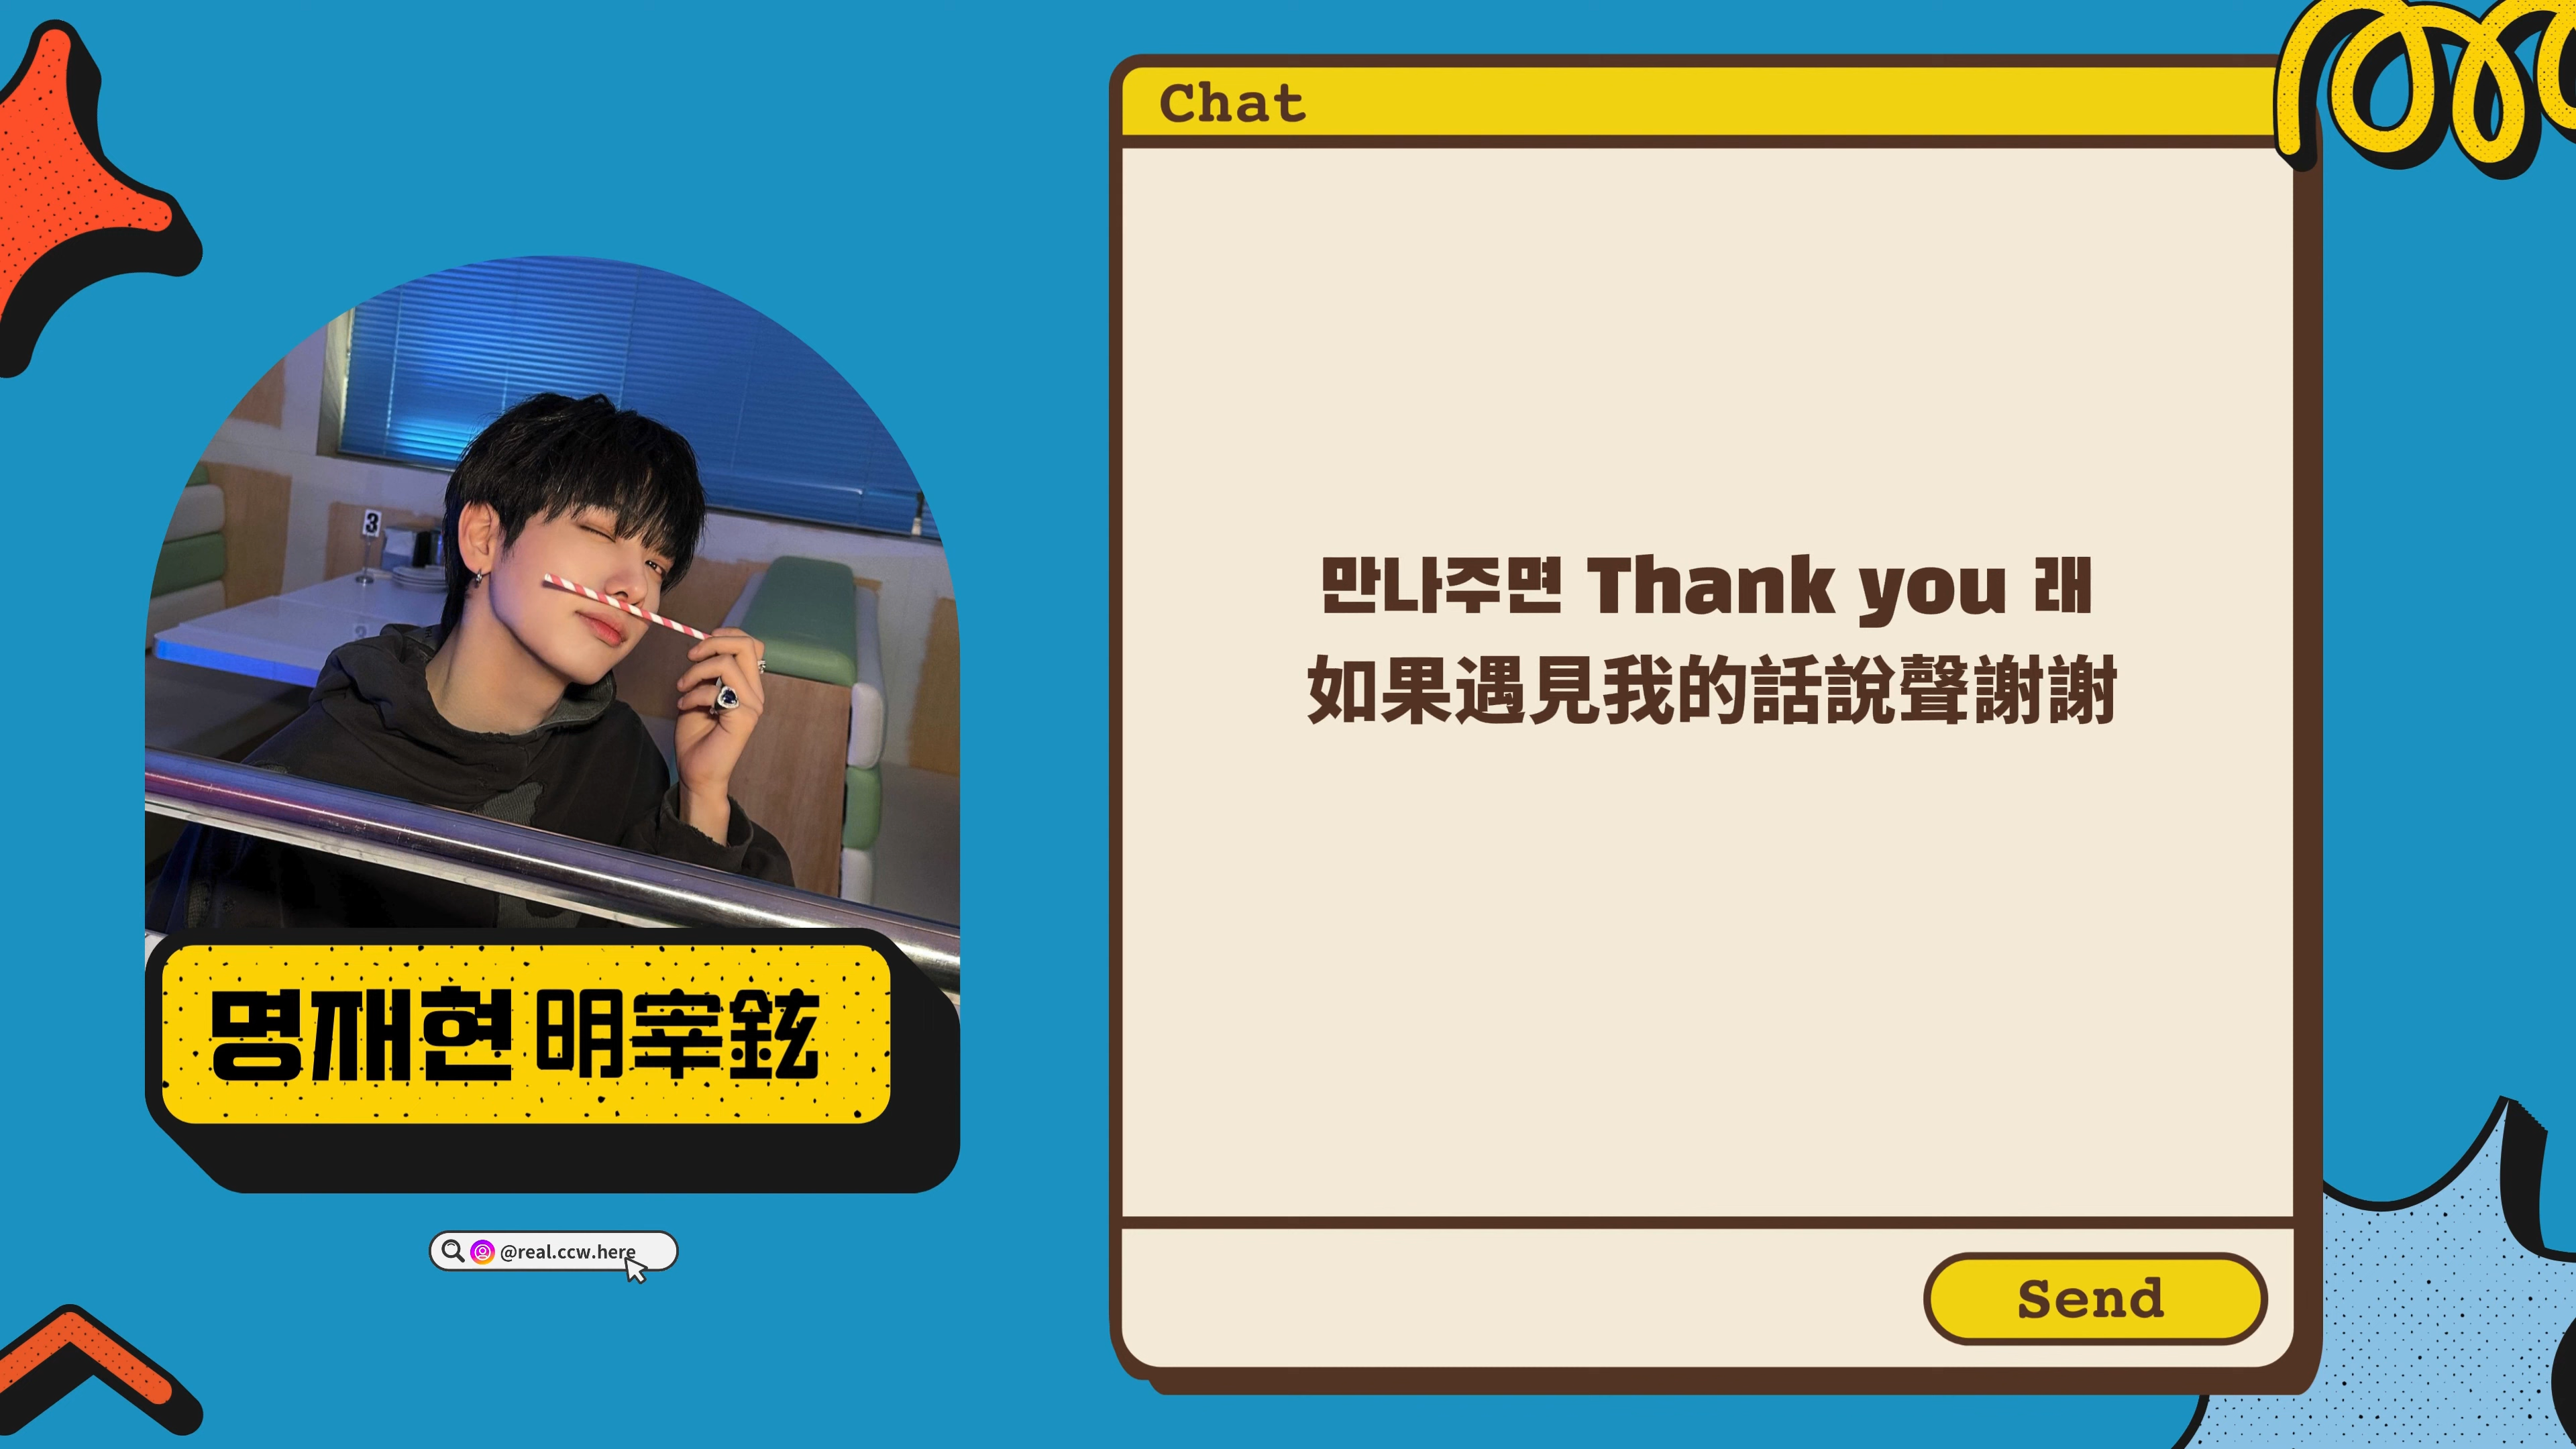 Chat
3
만나주면 Thank you 래
如果遇見我的話說聲謝謝
명재현 明宰鉉
@real.ccw.here
Send